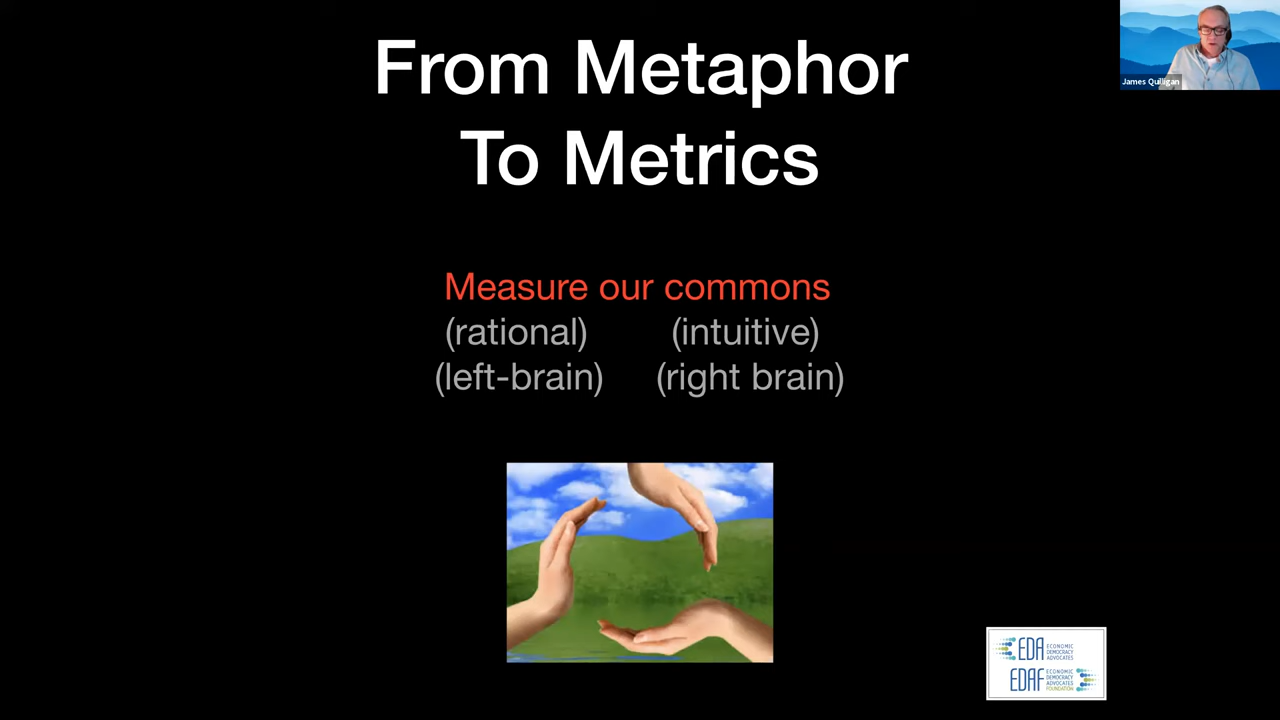 From Metaphor
To Metrics
James Quilligan
Measure our commons
(rational) (intuitive)
(left-brain) (right brain)
EDA ECONOMIC
DEMOCRACY
ADVOCATES
EDAF ECONOMIC
DEMOCRACY
ADVOCATES
FOUNDATION